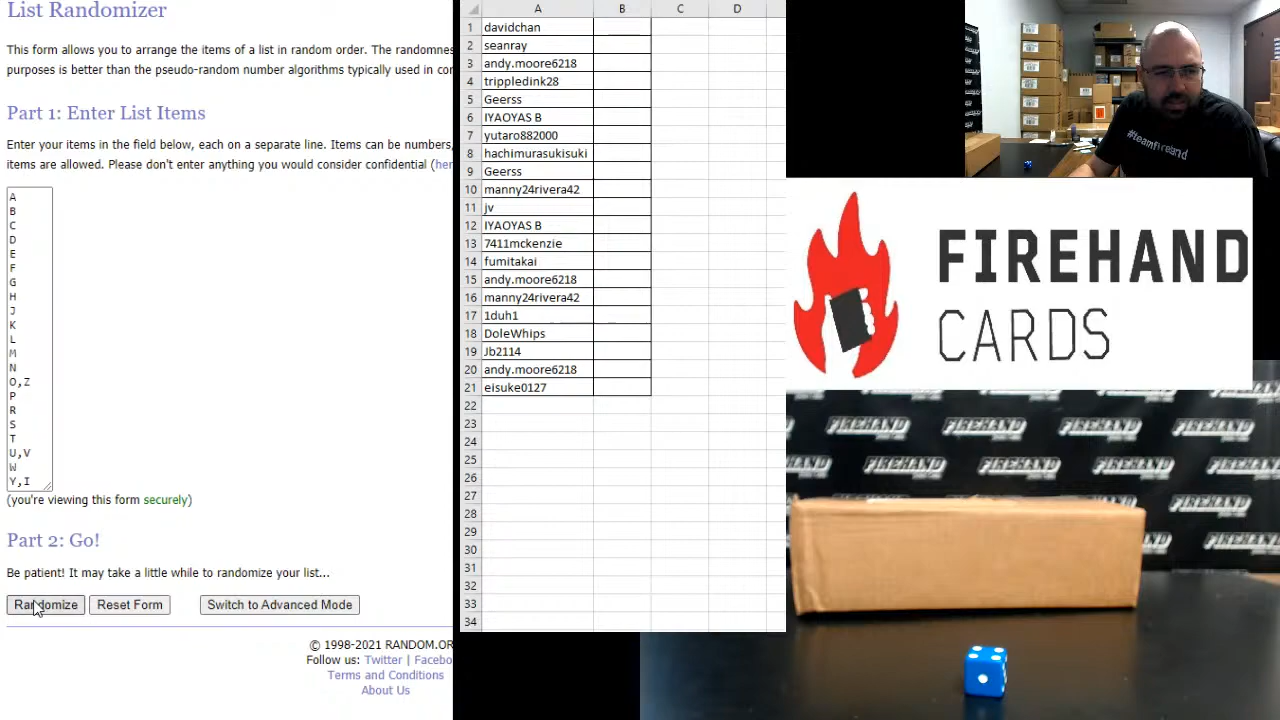 List Randomizer
This form allows you to arrange the items of a list in random order. The randomnes
purposes is better than the pseudo-random number algorithms typically used in cor
Part 1: Enter List Items
Enter your items in the field below, each on a separate line. Items can be numbers,
items are allowed. Please don't enter anything you would consider confidential (her
A
B
C
D
E
F
G
H
J
K
L
M
N
O,Z
P
R
S
T
U,V
W
Y,I
(you're viewing this form securely)
Part 2: Go!
Be patient! It may take a little while to randomize your list...
Randomize Reset Form Switch to Advanced Mode
© 1998-2021 RANDOM.OR
Follow us: Twitter | Facebo
Terms and Conditions
About Us
A B C D
1 davidchan
2 seanray
3 andy.moore6218
4 trippledink28
5 Geerss
6 IYAOYAS B
7 yutaro882000
8 hachimurasukisuki
9 Geerss
10 manny24rivera42
11 jv
12 IYAOYAS B
13 7411mckenzie
14 fumitakai
15 andy.moore6218
16 manny24rivera42
17 1duh1
18 DoleWhips
19 Jb2114
20 andy.moore6218
21 eisuke0127
22
23
24
25
26
27
28
29
30
31
32
33
34
#teamfireland
FIREHAND
CARDS
FIREHAND FIREHAND FIREHAND
FIREHAND FIREHAND